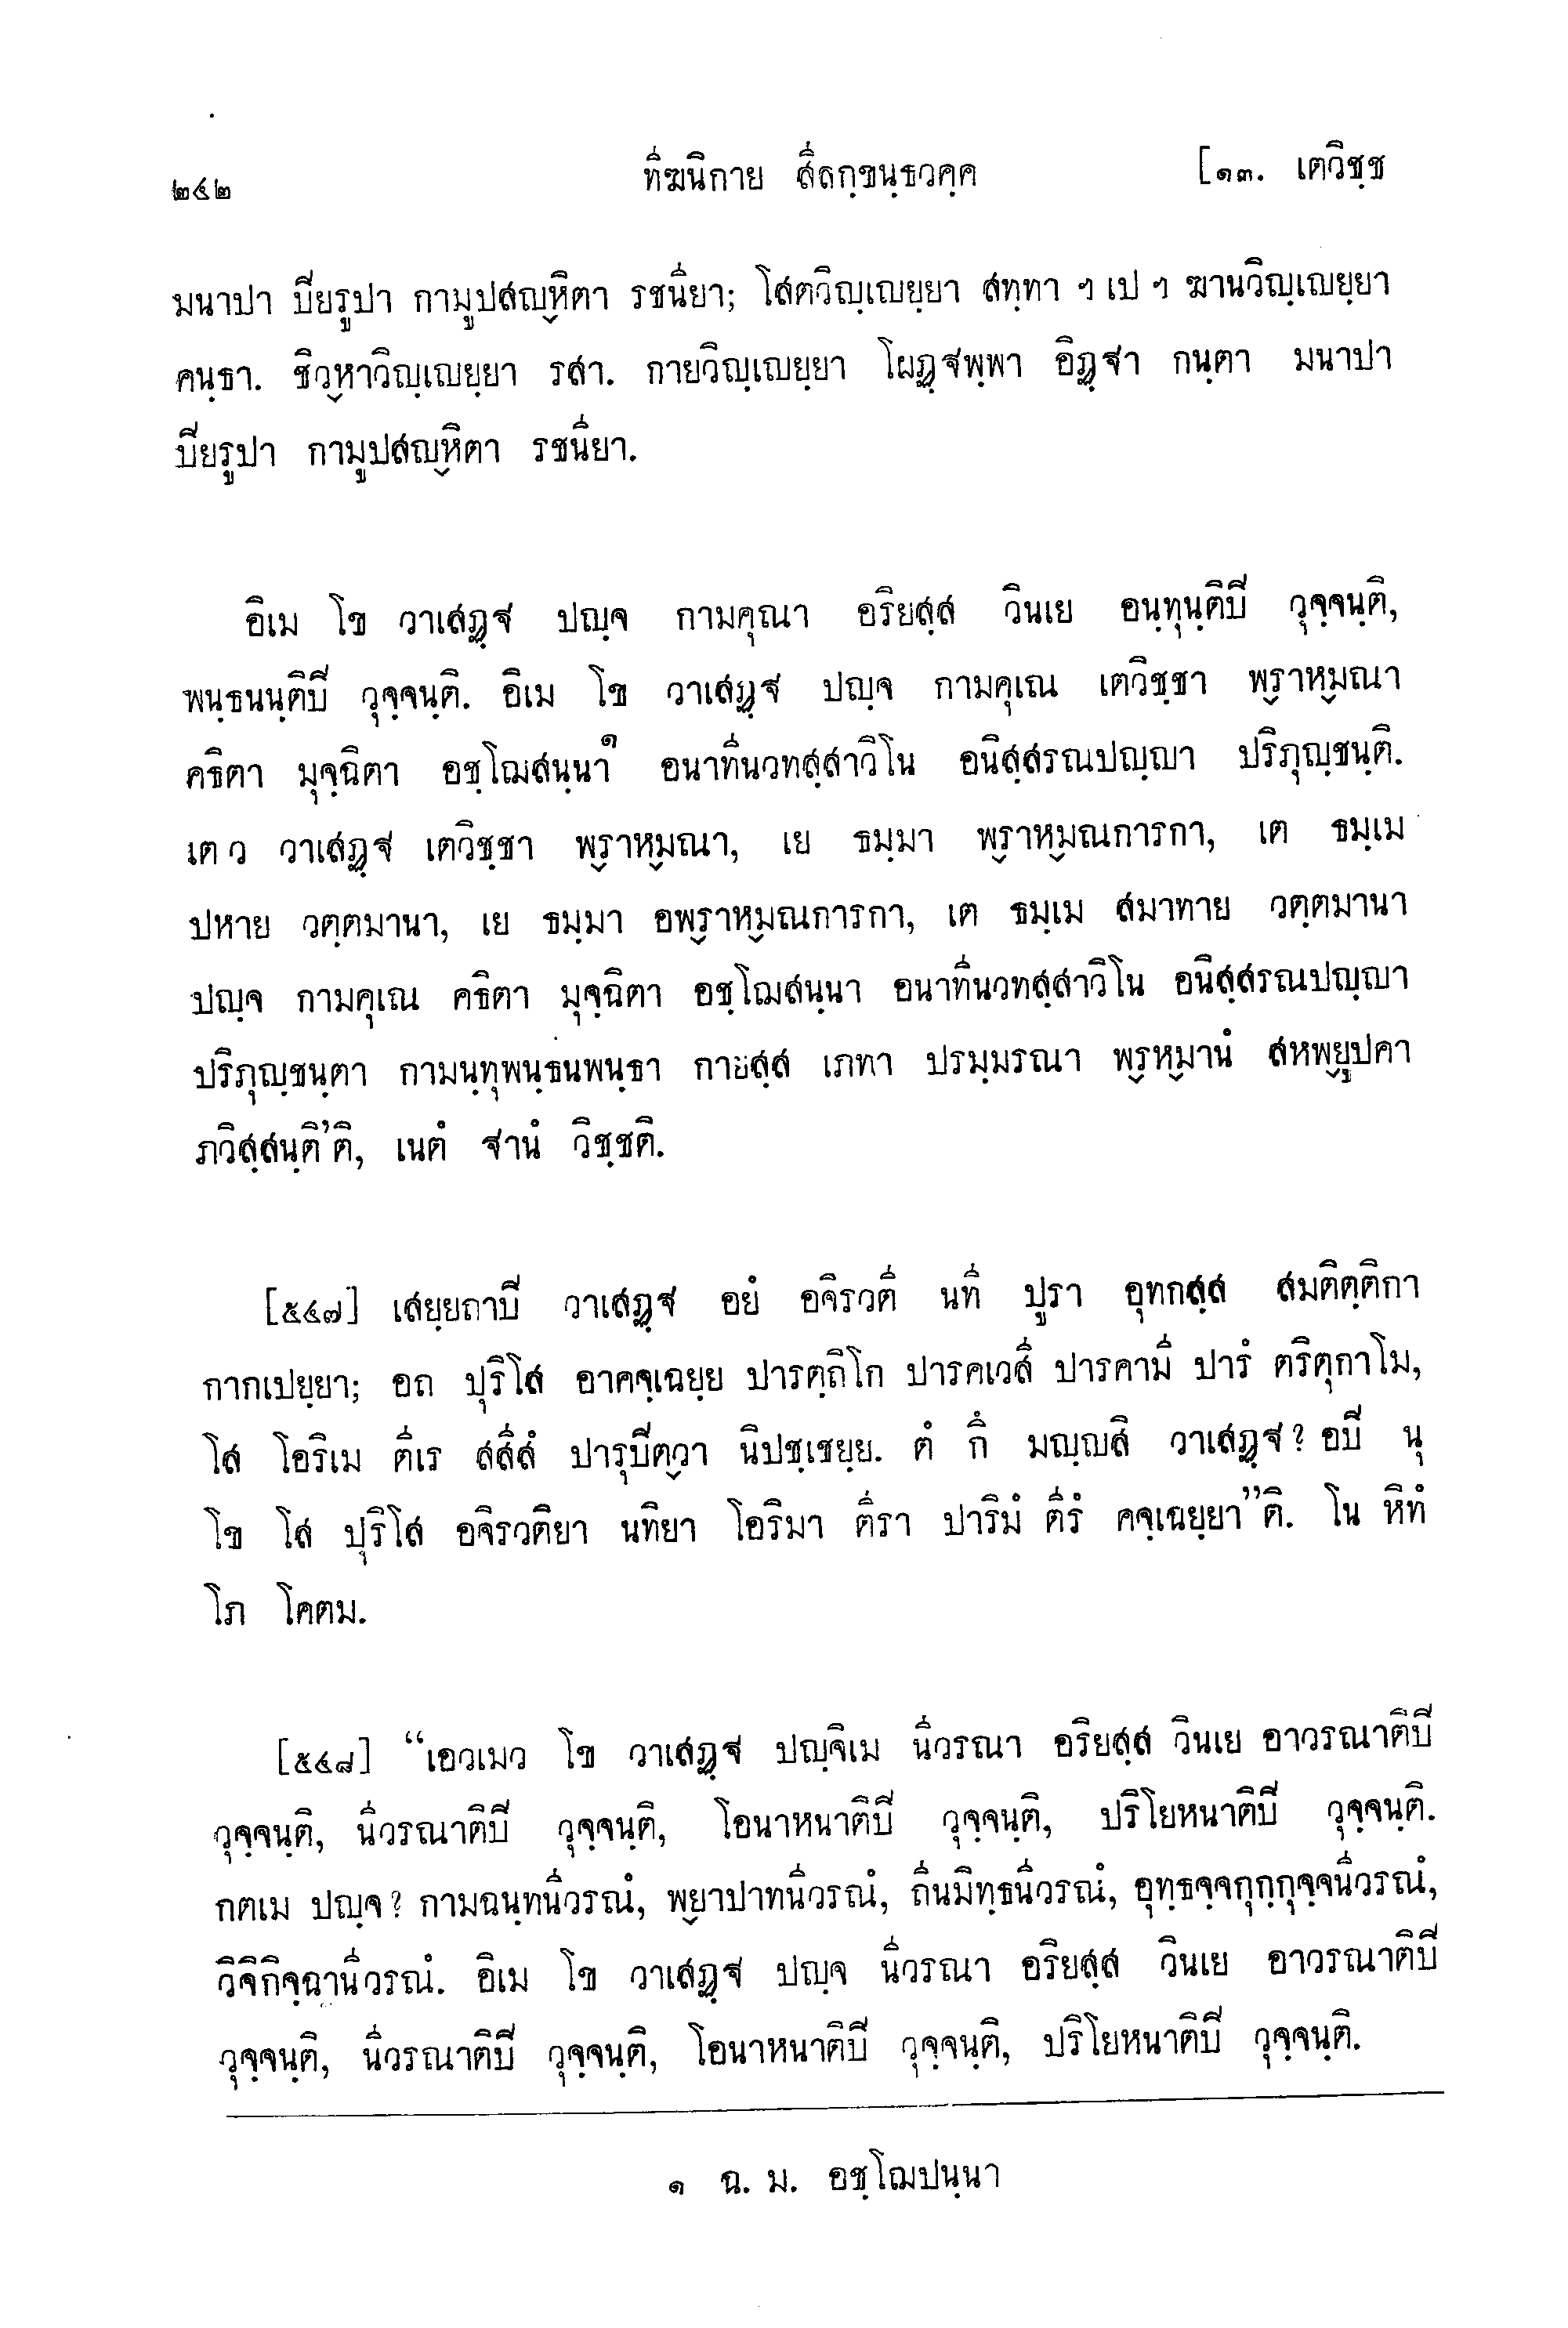 ๒๔๒ ทีฆนิกาย สีลกฺขนฺธวคฺค [๑๓. เตวิชฺช
มนาปา ปิยรูปา กามูปสญ๎หิตา รชนียา; โสตวิญฺเญยฺยา สทฺทา ฯ เป ฯ ฆานวิญฺเญยฺยา
คนฺธา. ชิว๎หาวิญฺเญยฺยา รสา. กายวิญฺเญยฺยา โผฏฺฐพฺพา อิฏฺฐา กนฺตา มนาปา
ปิยรูปา กามูปสญ๎หิตา รชนียา.
อิเม โข วาเสฏฺฐ ปญฺจ กามคุณา อริยสฺส วินเย อนฺทุนฺติปิ วุจฺจนฺติ,
พนฺธนนฺติปิ วุจฺจนฺติ. อิเม โข วาเสฏฺฐ ปญฺจ กามคุเณ เตวิชฺชา พ๎ราห๎มณา
คธิตา มุจฺฉิตา อชฺโฌสนฺนา๑ อนาทีนวทสฺสาวิโน อนิสฺสรณปญฺญา ปริภุญฺชนฺติ.
เต ว วาเสฏฺฐ เตวิชฺชา พ๎ราห๎มณา, เย ธมฺมา พ๎ราห๎มณการกา, เต ธมฺเม
ปหาย วตฺตมานา, เย ธมฺมา อพ๎ราห๎มณการกา, เต ธมฺเม สมาทาย วตฺตมานา
ปญฺจ กามคุเณ คธิตา มุจฺฉิตา อชฺโฌสนฺนา อนาทีนวทสฺสาวิโน อนิสฺสรณปญฺญา
ปริภุญฺชนฺตา กามนฺทุพนฺธนพนฺธา กายสฺส เภทา ปรมฺมรณา พ๎รห๎มานํ สหพ๎ยูปคา
ภวิสฺสนฺติ’ติ, เนตํ ฐานํ วิชฺชติ.
[๕๔๗] เสยฺยถาปิ วาเสฏฺฐ อยํ อจิรวตี นที ปูรา อุทกสฺส สมติตฺติกา
กากเปยฺยา; อถ ปุริโส อาคจฺเฉยฺย ปารตฺถิโก ปารคเวสี ปารคามี ปารํ ตริตุกาโม,
โส โอริเม ตีเร สสีสํ ปารุปิต๎วา นิปชฺเชยฺย. ตํ กึ มญฺญสิ วาเสฏฺฐ? อปิ นุ
โข โส ปุริโส อจิรวติยา นทิยา โอริมา ตีรา ปาริมํ ตีรํ คจฺเฉยฺยา”ติ. โน หิทํ
โภ โคตม.
[๕๔๘] “เอวเมว โข วาเสฏฺฐ ปญฺจิเม นีวรณา อริยสฺส วินเย อาวรณาติปิ
วุจฺจนฺติ, นีวรณาติปิ วุจฺจนฺติ, โอนาหนาติปิ วุจฺจนฺติ, ปริโยหนาติปิ วุจฺจนฺติ.
กตเม ปญฺจ? กามฉนฺทนีวรณํ, พ๎ยาปาทนีวรณํ, ถีนมิทฺธนีวรณํ, อุทฺธจฺจกุกฺกุจฺจนีวรณํ,
วิจิกิจฺฉานีวรณํ. อิเม โข วาเสฏฺฐ ปญฺจ นีวรณา อริยสฺส วินเย อาวรณาติปิ
วุจฺจนฺติ, นีวรณาติปิ วุจฺจนฺติ, โอนาหนาติปิ วุจฺจนฺติ, ปริโยหนาติปิ วุจฺจนฺติ.
๑ ฉ. ม. อชฺโฌปนฺนา